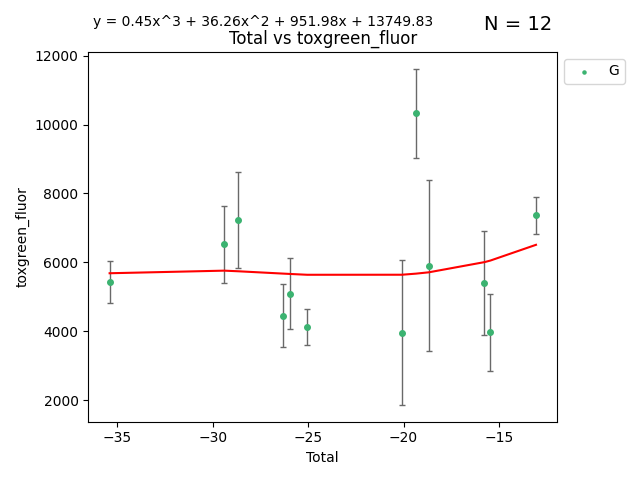 y = 0.45x^3 + 36.26x^2 + 951.98x + 13749.83
N = 12
Total vs toxgreen_fluor
G
12000
10000
8000
6000
4000
2000
toxgreen_fluor
−35
−30
−25
−20
−15
Total